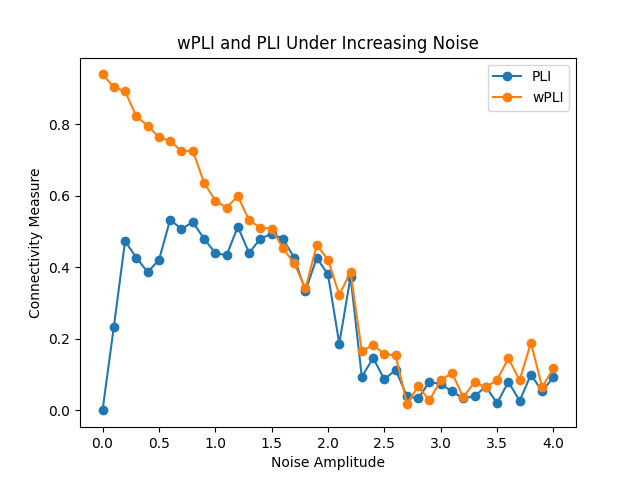 wPLI and PLI Under Increasing Noise
PLI
wPLI
Connectivity Measure
0.8
0.6
0.4
0.2
0.0
0.0 0.5 1.0 1.5 2.0 2.5 3.0 3.5 4.0
Noise Amplitude